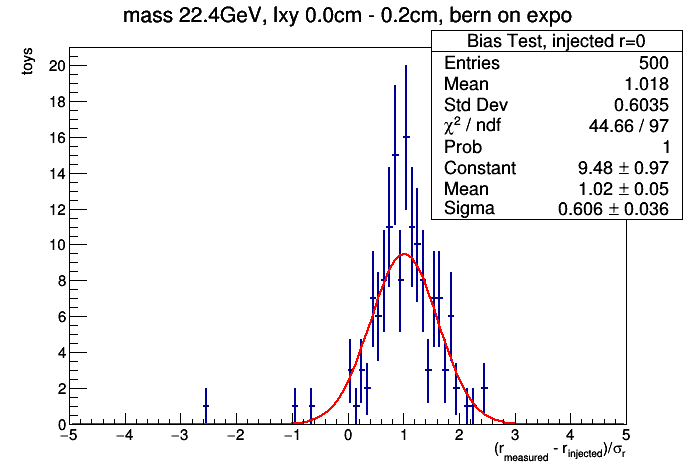 mass 22.4GeV, lxy 0.0cm - 0.2cm, bern on expo
toys
Bias Test, injected r=0
Entries 500
Mean 1.018
Std Dev 0.6035
χ² / ndf 44.66 / 97
Prob 1
Constant 9.48 ± 0.97
Mean 1.02 ± 0.05
Sigma 0.606 ± 0.036
20
18
16
14
12
10
8
6
4
2
0
−5 −4 −3 −2 −1 0 1 2 3 4 5
(r_measured - r_injected)/σ_r